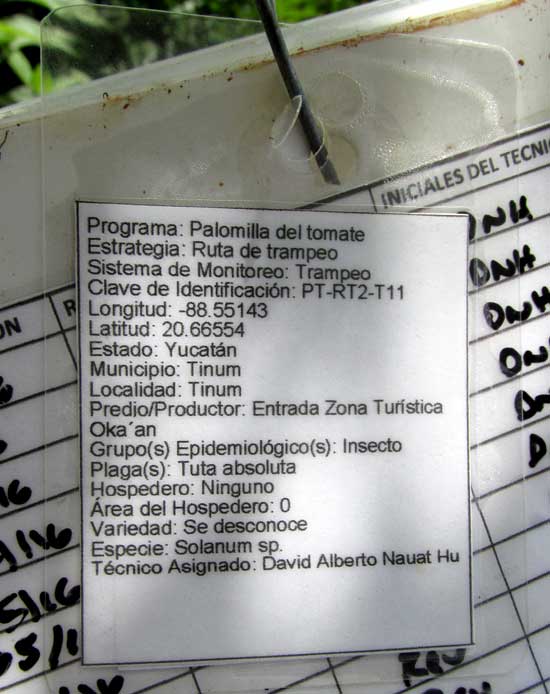 INICIALES DEL TECNI
DNH
DNH
DNH
Programa: Palomilla del tomate
Estrategia: Ruta de trampeo
Sistema de Monitoreo: Trampeo
Clave de Identificación: PT-RT2-T11
Longitud: -88.55143
Latitud: 20.66554
Estado: Yucatán
Municipio: Tinum
Localidad: Tinum
Predio/Productor: Entrada Zona Turística
Oka´an
Grupo(s) Epidemiológico(s): Insecto
Plaga(s): Tuta absoluta
Hospedero: Ninguno
Área del Hospedero: 0
Variedad: Se desconoce
Especie: Solanum sp.
Técnico Asignado: David Alberto Nauat Hu